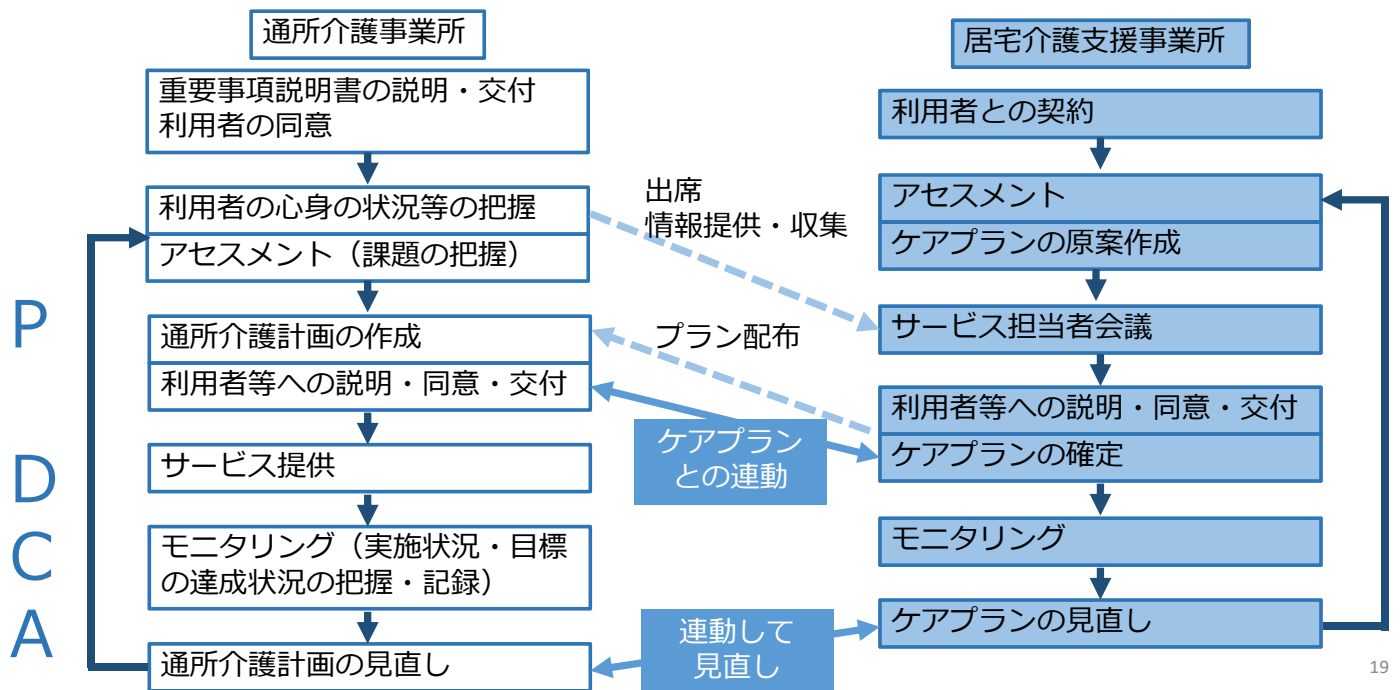 通所介護事業所
重要事項説明書の説明・交付
利用者の同意
利用者の心身の状況等の把握
アセスメント（課題の把握）
通所介護計画の作成
利用者等への説明・同意・交付
サービス提供
モニタリング（実施状況・目標
の達成状況の把握・記録）
通所介護計画の見直し
P
D
C
A
出席
情報提供・収集
プラン配布
ケアプラン
との連動
連動して
見直し
居宅介護支援事業所
利用者との契約
アセスメント
ケアプランの原案作成
サービス担当者会議
利用者等への説明・同意・交付
ケアプランの確定
モニタリング
ケアプランの見直し
19